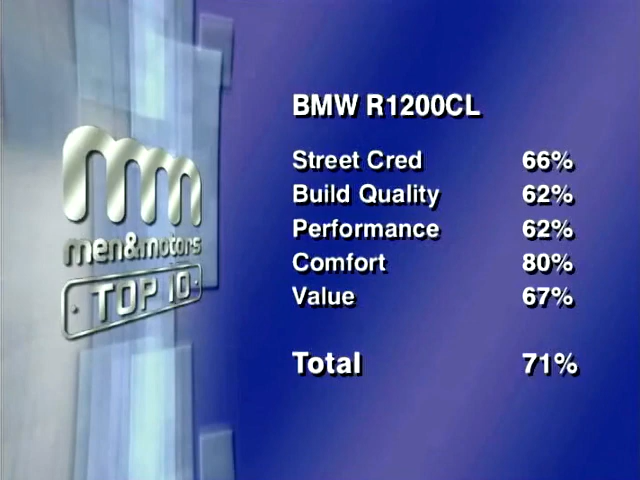 men&motors
TOP 10
BMW R1200CL
Street Cred 66%
Build Quality 62%
Performance 62%
Comfort 80%
Value 67%
Total 71%